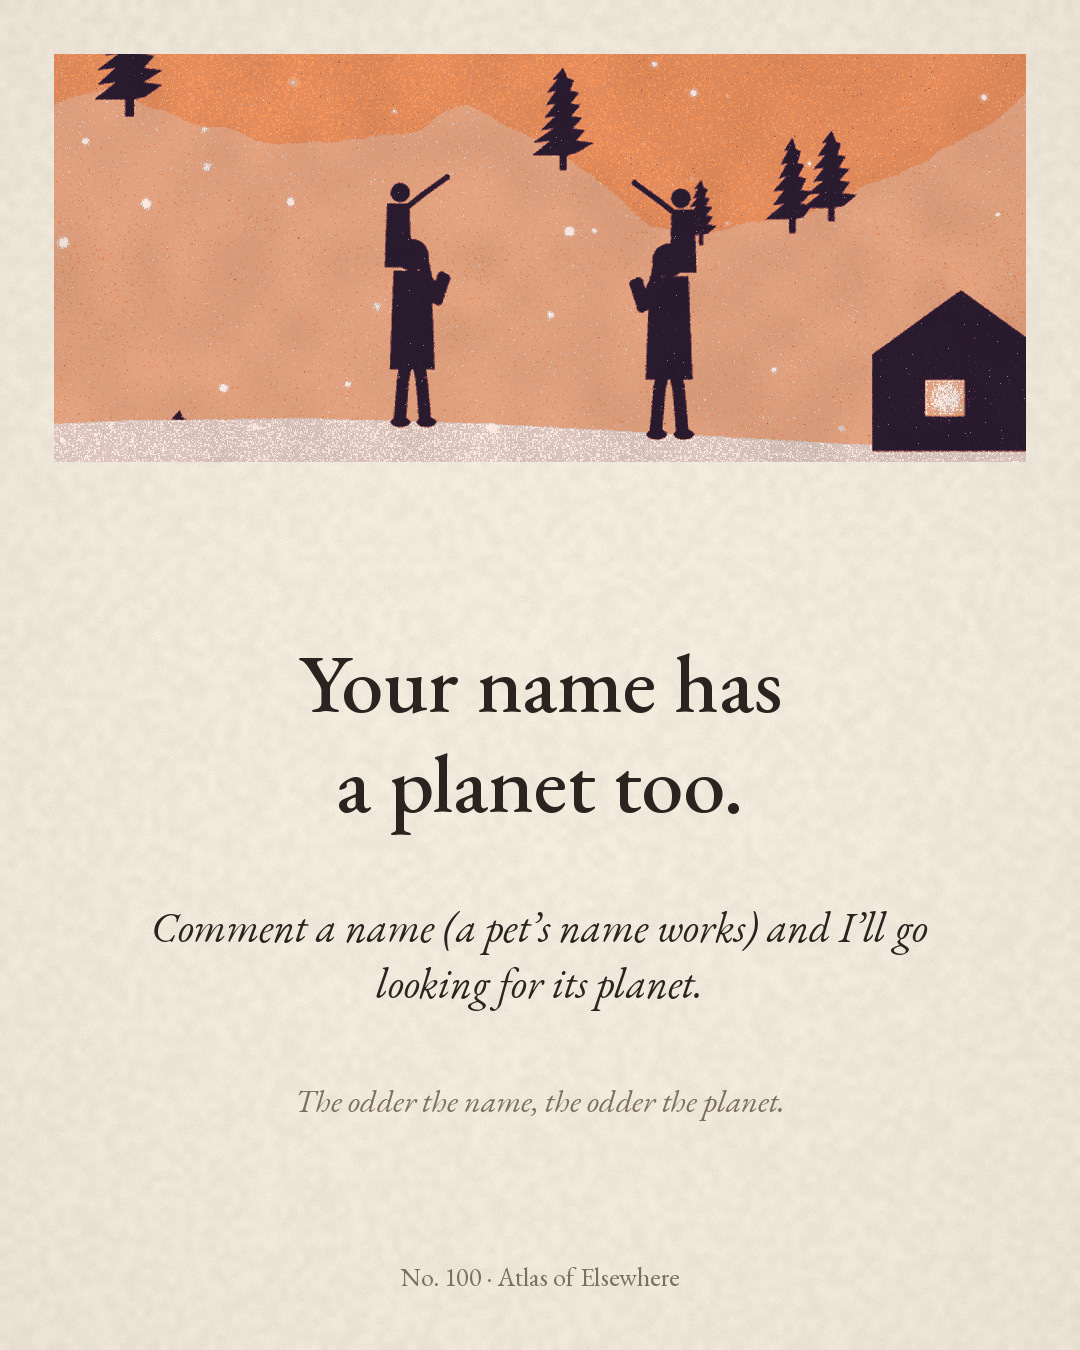 Your name has
a planet too.
Comment a name (a pet’s name works) and I’ll go
looking for its planet.
The odder the name, the odder the planet.
No. 100 · Atlas of Elsewhere